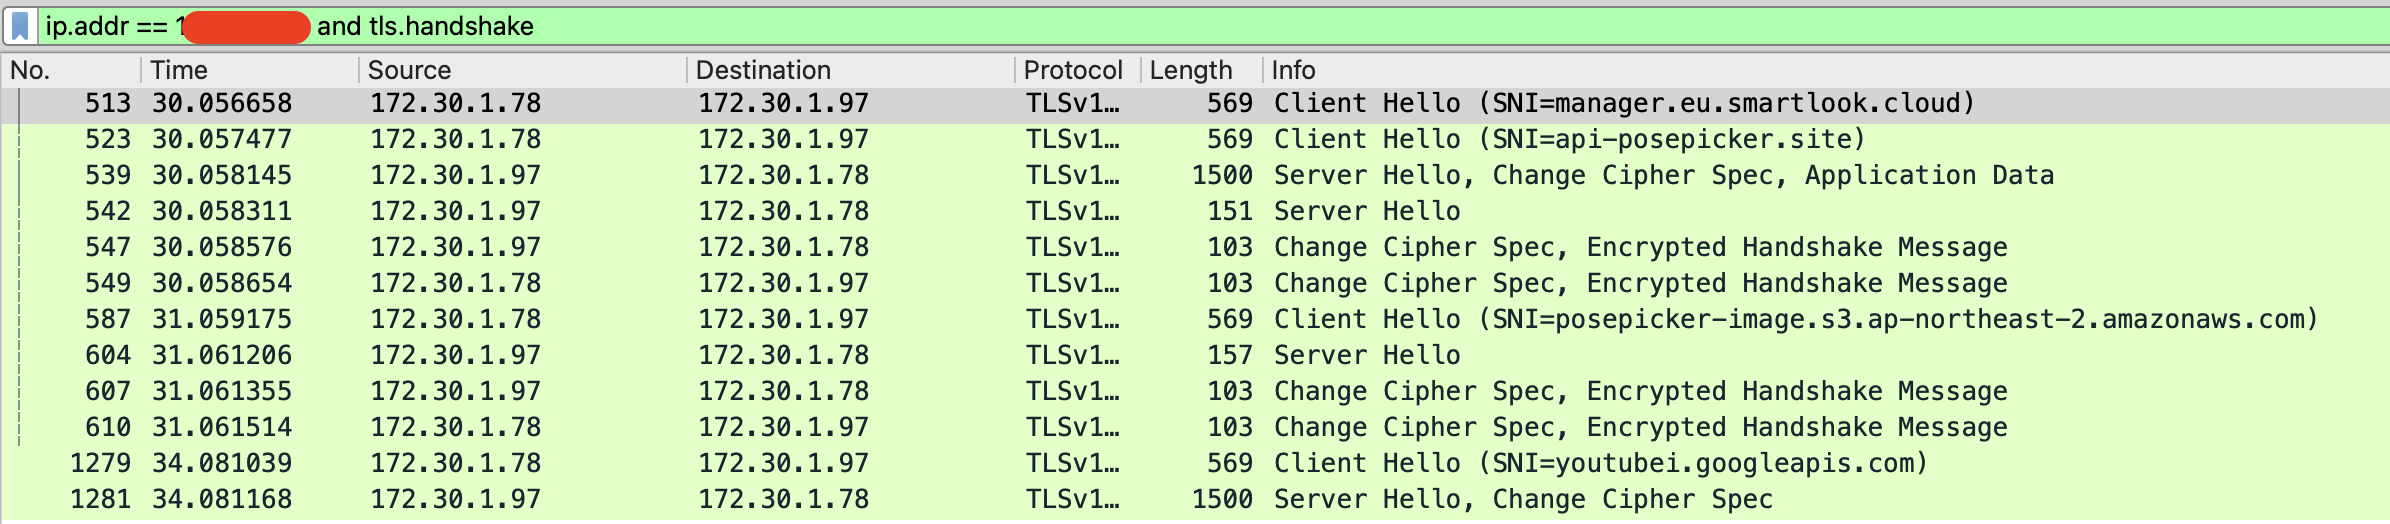 ip.addr == 1 and tls.handshake
No. Time Source Destination Protocol Length Info
513 30.056658 172.30.1.78 172.30.1.97 TLSv1… 569 Client Hello (SNI=manager.eu.smartlook.cloud)
523 30.057477 172.30.1.78 172.30.1.97 TLSv1… 569 Client Hello (SNI=api-posepicker.site)
539 30.058145 172.30.1.97 172.30.1.78 TLSv1… 1500 Server Hello, Change Cipher Spec, Application Data
542 30.058311 172.30.1.97 172.30.1.78 TLSv1… 151 Server Hello
547 30.058576 172.30.1.97 172.30.1.78 TLSv1… 103 Change Cipher Spec, Encrypted Handshake Message
549 30.058654 172.30.1.78 172.30.1.97 TLSv1… 103 Change Cipher Spec, Encrypted Handshake Message
587 31.059175 172.30.1.78 172.30.1.97 TLSv1… 569 Client Hello (SNI=posepicker-image.s3.ap-northeast-2.amazonaws.com)
604 31.061206 172.30.1.97 172.30.1.78 TLSv1… 157 Server Hello
607 31.061355 172.30.1.97 172.30.1.78 TLSv1… 103 Change Cipher Spec, Encrypted Handshake Message
610 31.061514 172.30.1.78 172.30.1.97 TLSv1… 103 Change Cipher Spec, Encrypted Handshake Message
1279 34.081039 172.30.1.78 172.30.1.97 TLSv1… 569 Client Hello (SNI=youtubei.googleapis.com)
1281 34.081168 172.30.1.97 172.30.1.78 TLSv1… 1500 Server Hello, Change Cipher Spec